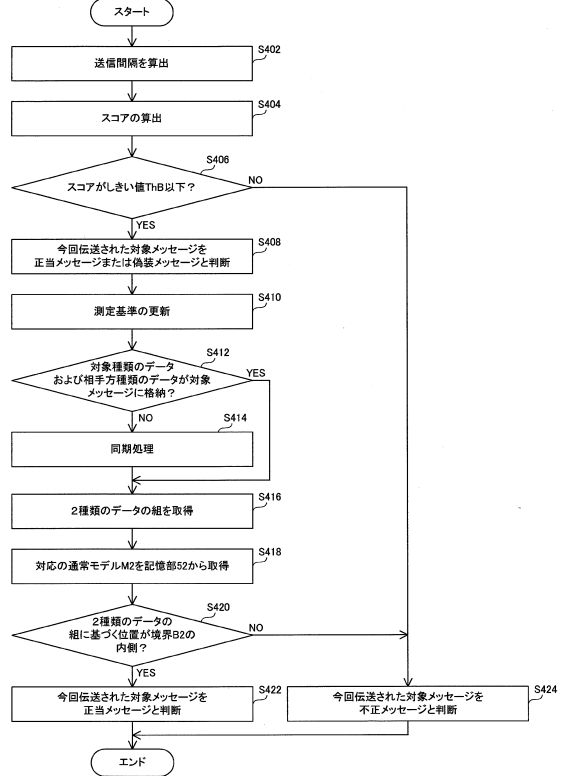 スタート
S402
送信間隔を算出
S404
スコアの算出
S406
スコアがしきい値ThB以下？
NO
YES
S408
今回伝送された対象メッセージを
正当メッセージまたは偽装メッセージと判断
S410
測定基準の更新
S412
対象種類のデータ
および相手方種類のデータが対象
メッセージに格納？
YES
NO
S414
同期処理
S416
2種類のデータの組を取得
S418
対応の通常モデルM2を記憶部52から取得
S420
2種類のデータの
組に基づく位置が境界B2の
内側？
NO
YES
S422
今回伝送された対象メッセージを
正当メッセージと判断
S424
今回伝送された対象メッセージを
不正メッセージと判断
エンド